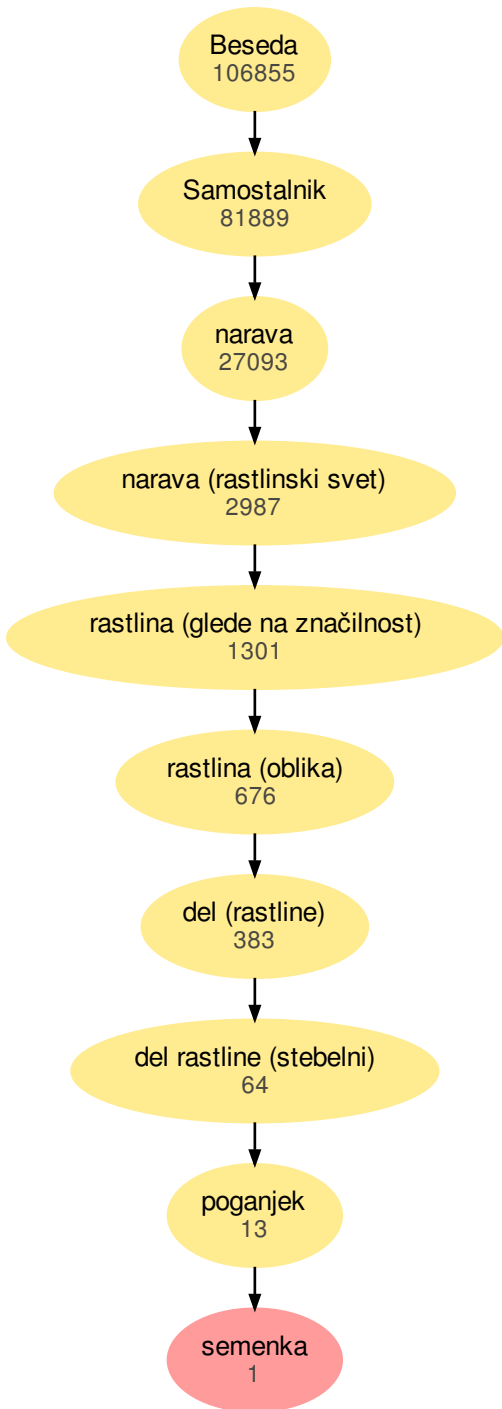 Beseda
106855
Samostalnik
81889
narava
27093
narava (rastlinski svet)
2987
rastlina (glede na značilnost)
1301
rastlina (oblika)
676
del (rastline)
383
del rastline (stebelni)
64
poganjek
13
semenka
1